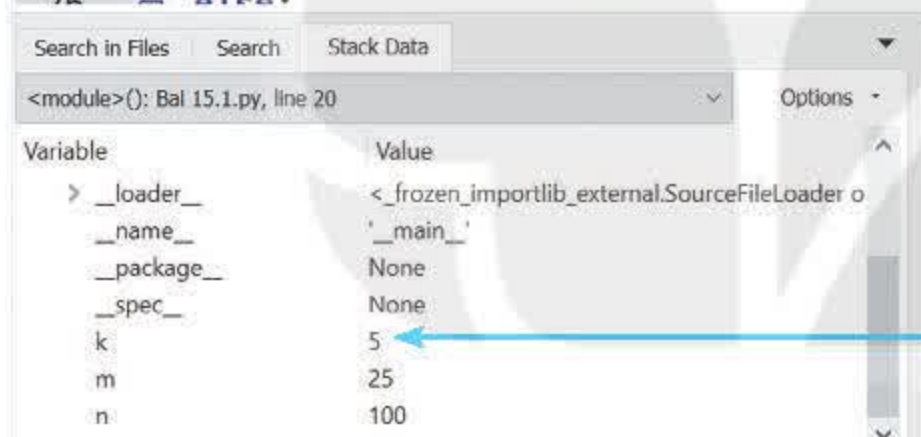 Search in Files Search Stack Data
<module>(): Bal 15.1.py, line 20 Options
Variable Value
__loader__ <_frozen_importlib_external.SourceFileLoader o
__name__ '__main__'
__package__ None
__spec__ None
k 5
m 25
n 100